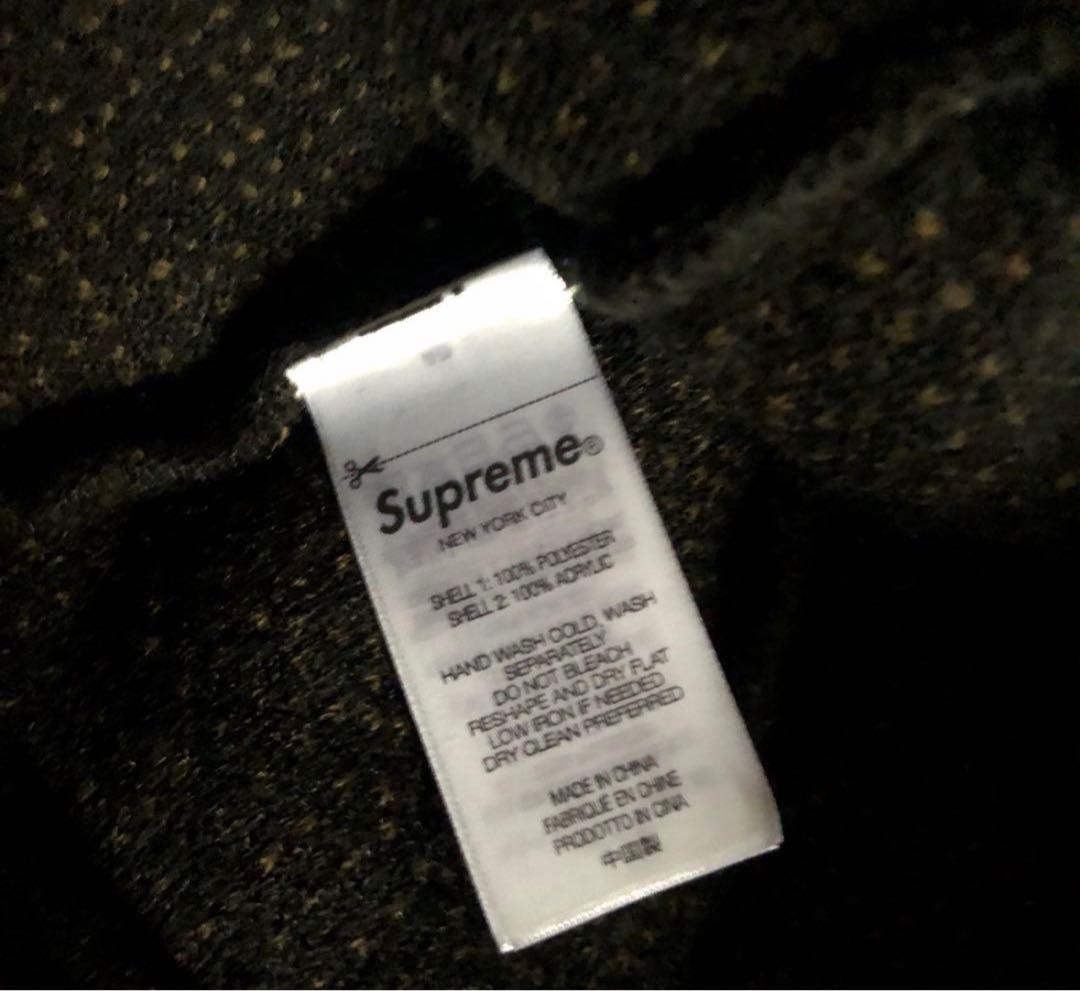 Supreme®
NEW YORK CITY
SHELL 1: 100% POLYESTER
SHELL 2: 100% ACRYLIC
HAND WASH COLD, WASH
SEPARATELY
DO NOT BLEACH
RESHAPE AND DRY FLAT
LOW IRON IF NEEDED
DRY CLEAN PREFERRED
MADE IN CHINA
FABRIQUÉ EN CHINE
PRODOTTO IN CINA
中国製